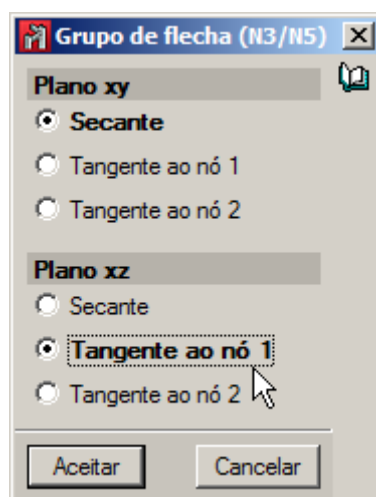 Grupo de flecha (N3/N5)
Plano xy
Secante
Tangente ao nó 1
Tangente ao nó 2
Plano xz
Secante
Tangente ao nó 1
Tangente ao nó 2
Aceitar Cancelar